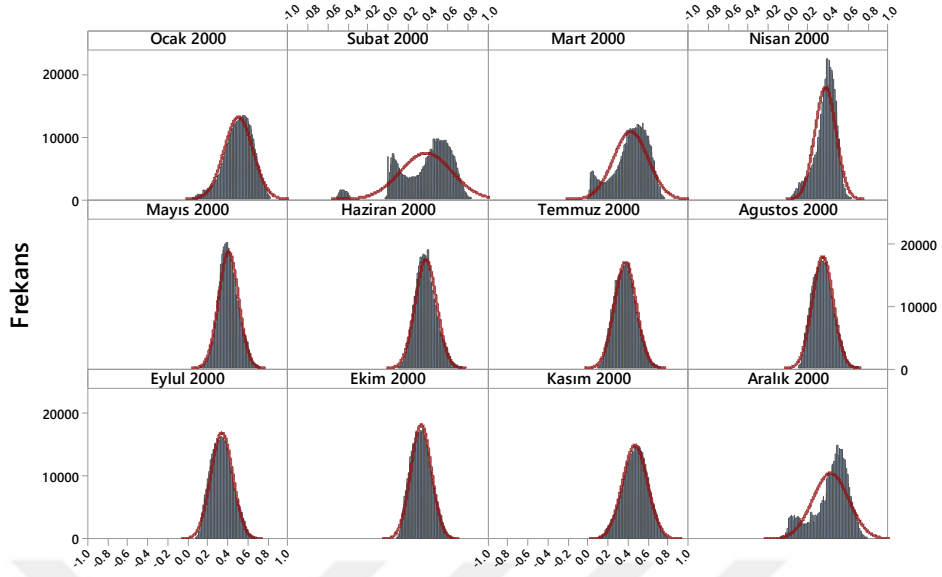 -1.0 -0.8 -0.6 -0.4 -0.2 0.0 0.2 0.4 0.6 0.8 1.0
-1.0 -0.8 -0.6 -0.4 -0.2 0.0 0.2 0.4 0.6 0.8 1.0
Ocak 2000
Subat 2000
Mart 2000
Nisan 2000
20000
10000
0
Mayıs 2000
Haziran 2000
Temmuz 2000
Agustos 2000
20000
10000
0
Frekans
Eylul 2000
Ekim 2000
Kasım 2000
Aralık 2000
20000
10000
0
-1.0 -0.8 -0.6 -0.4 -0.2 0.0 0.2 0.4 0.6 0.8 1.0
-1.0 -0.8 -0.6 -0.4 -0.2 0.0 0.2 0.4 0.6 0.8 1.0